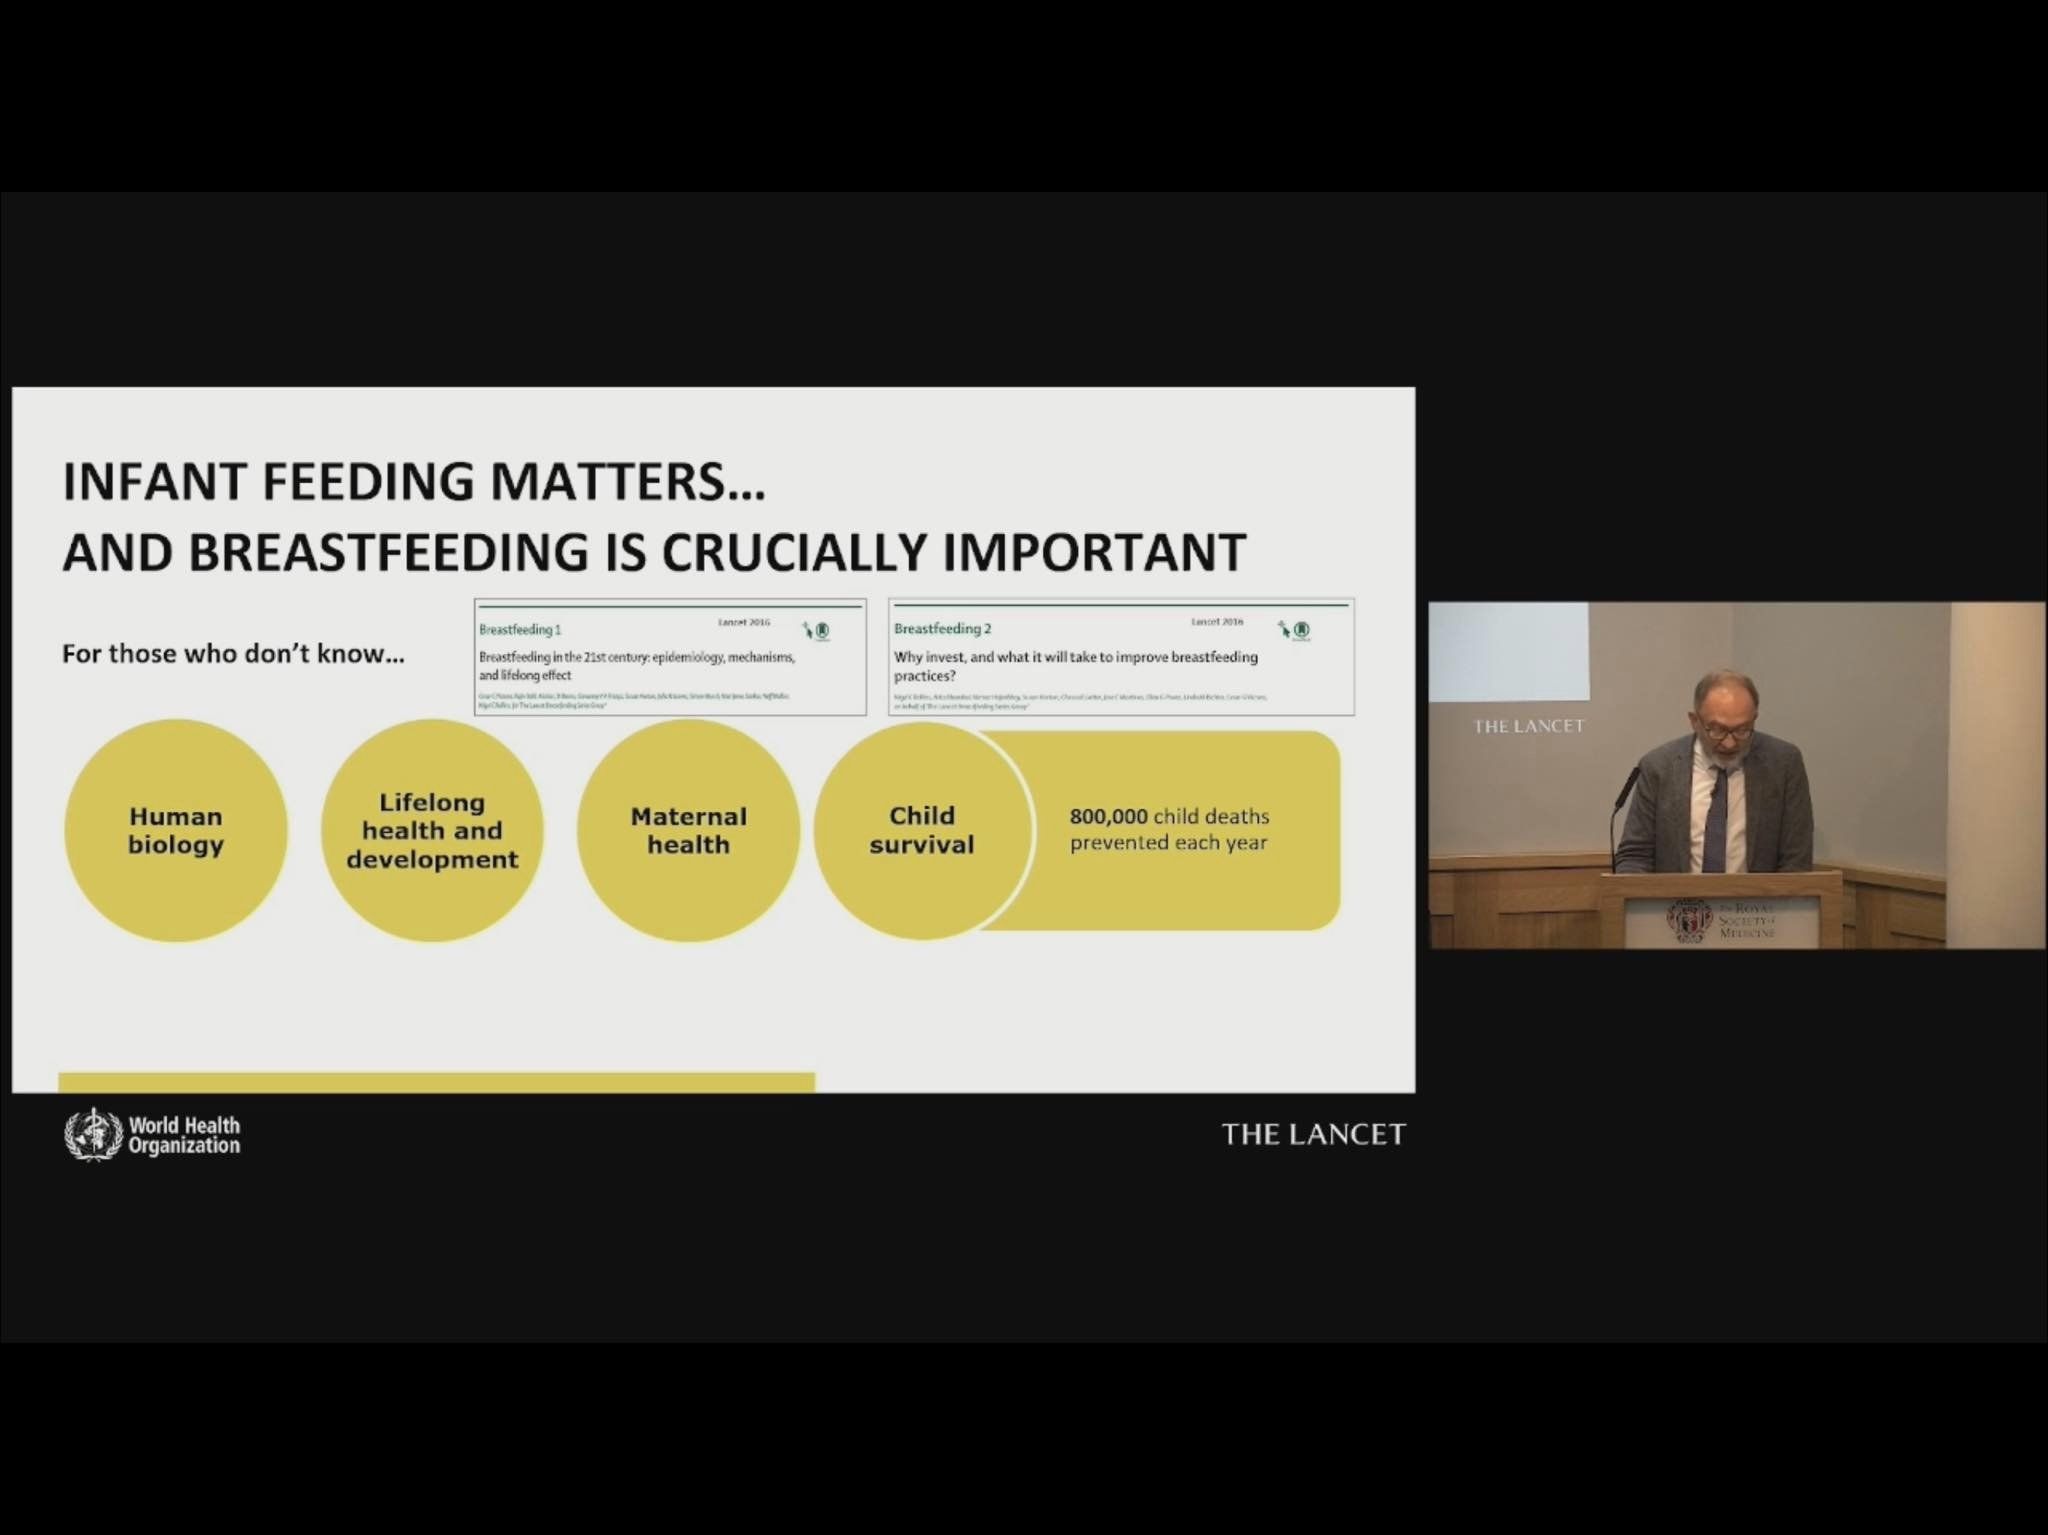 INFANT FEEDING MATTERS...
AND BREASTFEEDING IS CRUCIALLY IMPORTANT
For those who don't know...
Breastfeeding 1
Lancet 2016
Breastfeeding in the 21st century: epidemiology, mechanisms,
and lifelong effect
Breastfeeding 2
Lancet 2016
Why invest, and what it will take to improve breastfeeding
practices?
Human
biology
Lifelong
health and
development
Maternal
health
Child
survival
800,000 child deaths
prevented each year
World Health
Organization
THE LANCET
THE LANCET
The Royal
Society of
Medicine